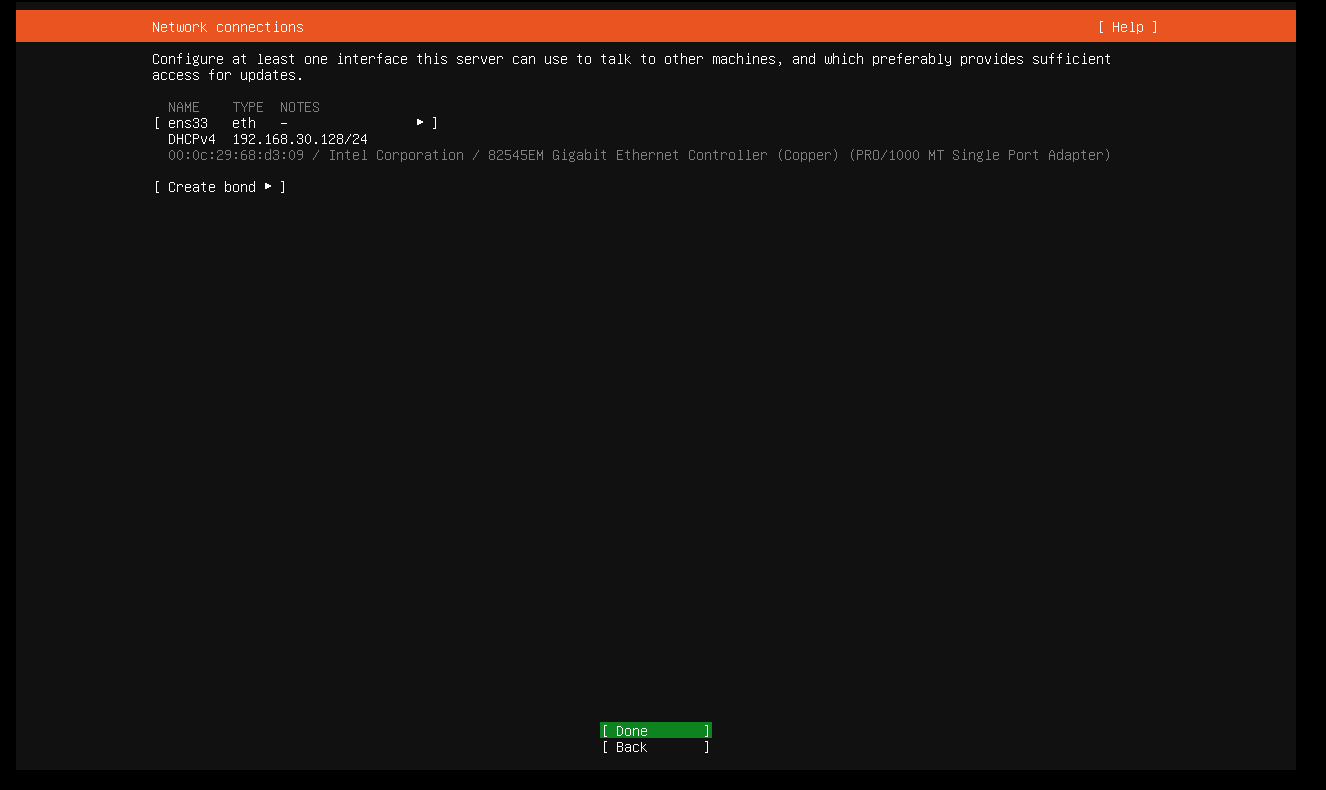 Network connections [ Help ]
Configure at least one interface this server can use to talk to other machines, and which preferably provides sufficient
access for updates.
NAME TYPE NOTES
[ ens33 eth - ▸ ]
DHCPv4 192.168.30.128/24
00:0c:29:68:d3:09 / Intel Corporation / 82545EM Gigabit Ethernet Controller (Copper) (PRO/1000 MT Single Port Adapter)
[ Create bond ▸ ]
[ Done ]
[ Back ]